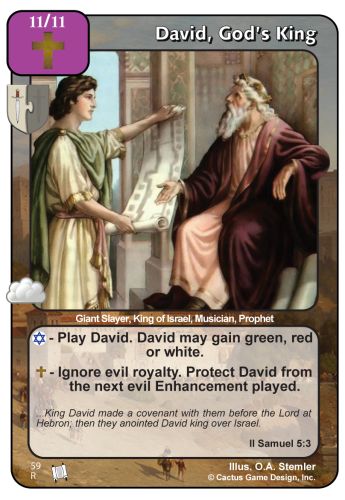 11/11
David, God's King
Giant Slayer, King of Israel, Musician, Prophet
- Play David. David may gain green, red
or white.
- Ignore evil royalty. Protect David from
the next evil Enhancement played.
...King David made a covenant with them before the Lord at
Hebron; then they anointed David king over Israel.
II Samuel 5:3
59
R
Illus. O.A. Stemler
© Cactus Game Design, Inc.